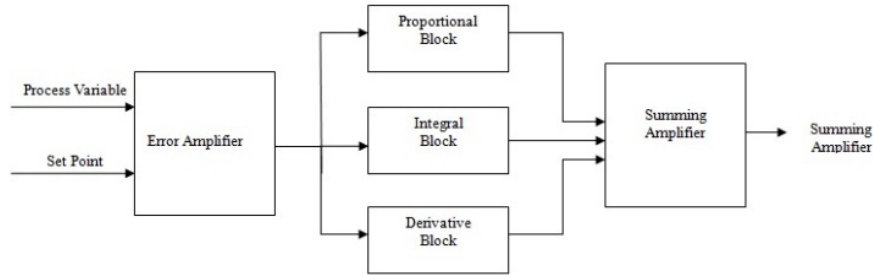 Process Variable
Set Point
Error Amplifier
Proportional
Block
Integral
Block
Derivative
Block
Summing
Amplifier
Summing
Amplifier